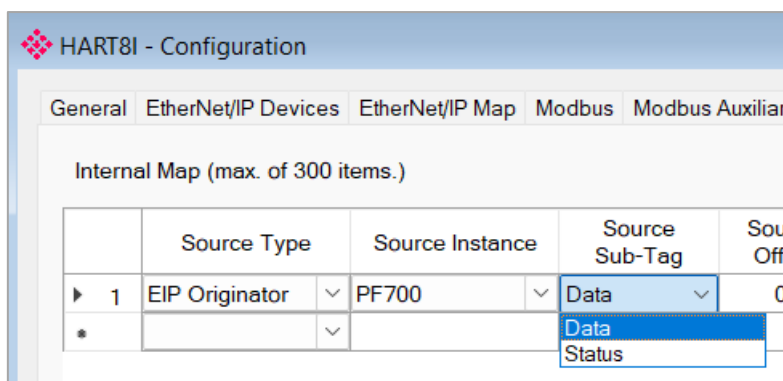 HART8I - Configuration
General EtherNet/IP Devices EtherNet/IP Map Modbus Modbus
Internal Map (max. of 300 items.)
Source Type Source Instance Source Sub-Tag
1 EIP Originator PF700 Data
* Data
Status